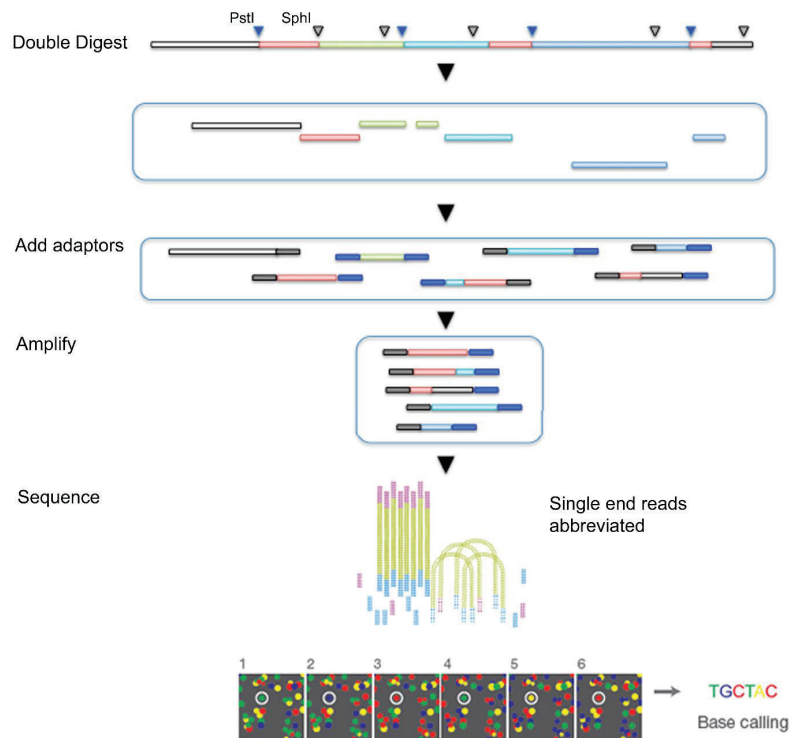 PstI SphI
Double Digest
Add adaptors
Amplify
Sequence
Single end reads
abbreviated
1 2 3 4 5 6
TGCTAC
Base calling